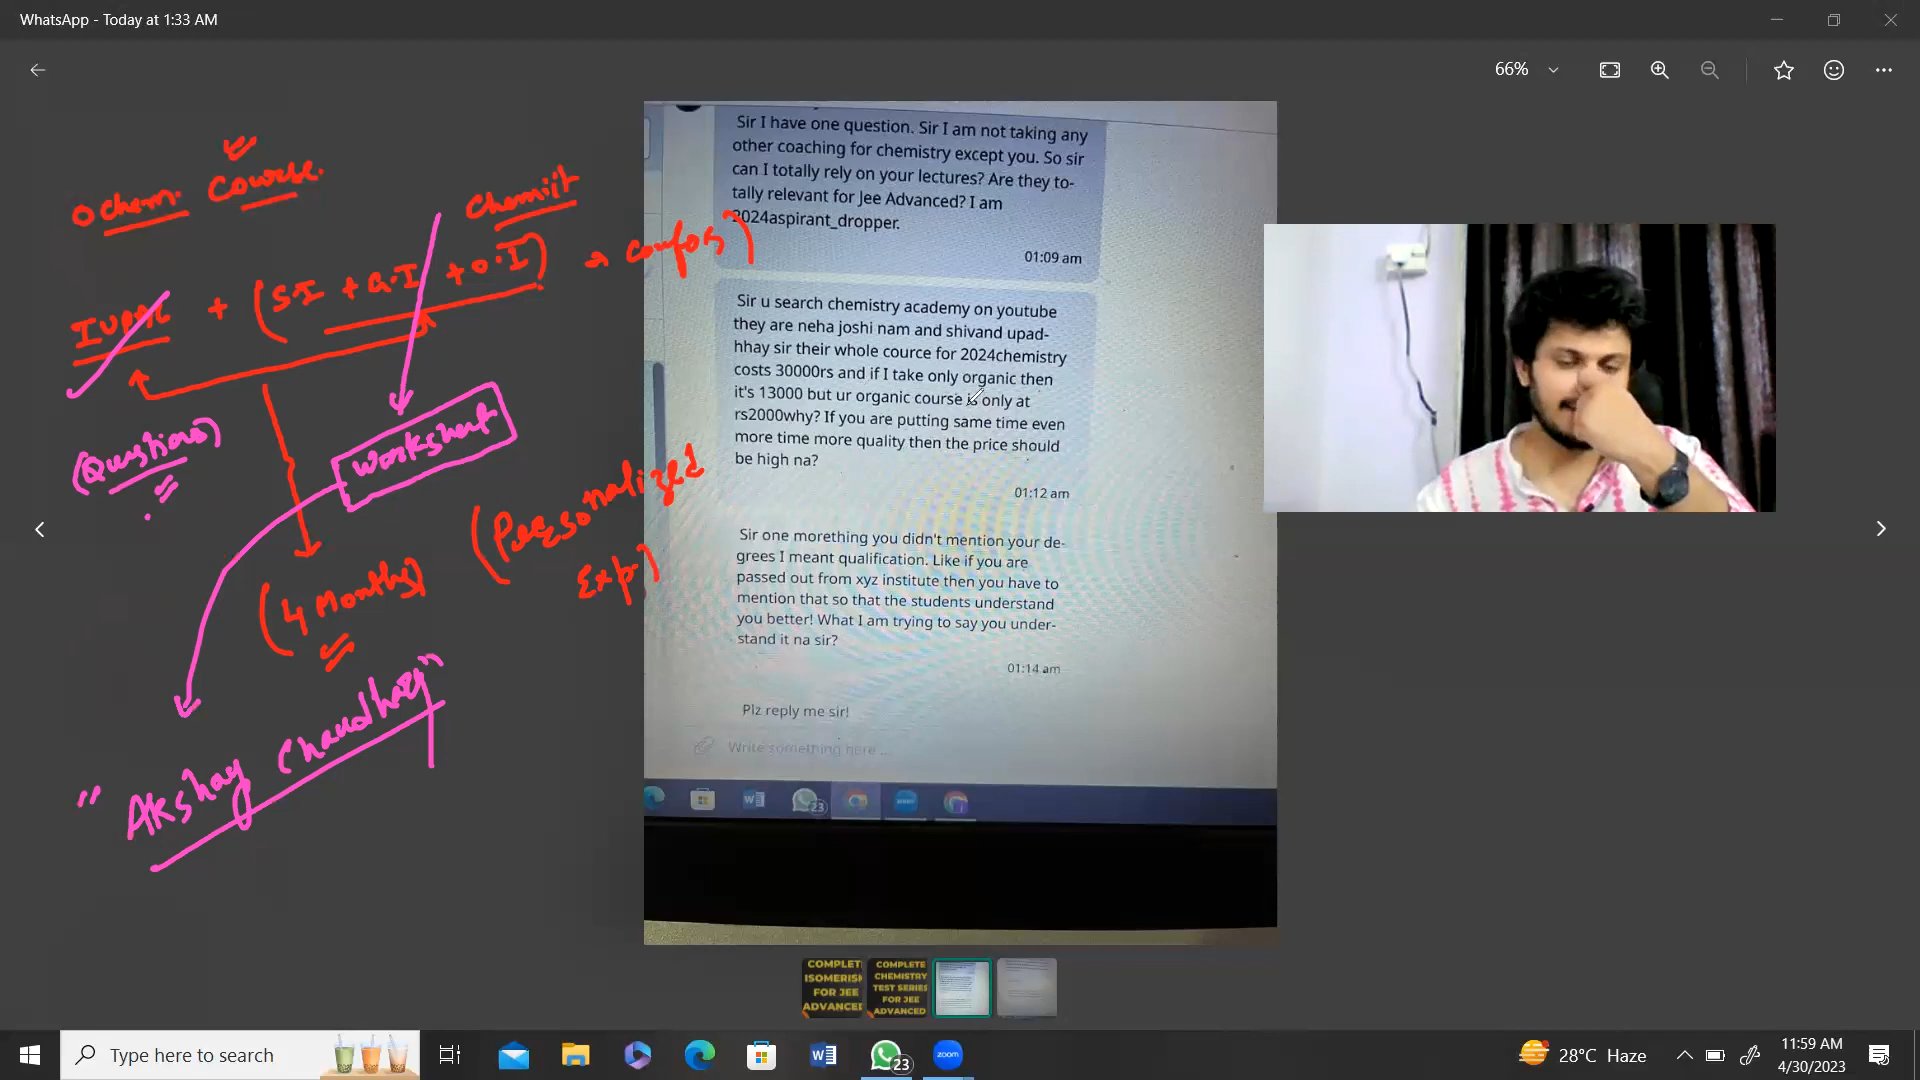 WhatsApp - Today at 1:33 AM
66%
Ochem. Course.
Chemist
IUPAC + (S.I + G.I + O.I)
(Questions)
Worksheet
(4 Months)
(Personalized
Exp)
"Akshay Chaudhary"
Sir I have one question. Sir I am not taking any
other coaching for chemistry except you. So sir
can I totally rely on your lectures? Are they to-
tally relevant for Jee Advanced? I am
2024aspirant_dropper.
01:09 am
Sir u search chemistry academy on youtube
they are neha joshi nam and shivand upad-
hhay sir their whole cource for 2024chemistry
costs 30000rs and if I take only organic then
it's 13000 but ur organic course is only at
rs2000why? If you are putting same time even
more time more quality then the price should
be high na?
01:12 am
Sir one morething you didn't mention your de-
grees I meant qualification. Like if you are
passed out from xyz institute then you have to
mention that so that the students understand
you better! What I am trying to say you under-
stand it na sir?
01:14 am
Plz reply me sir!
Write something here ...
23
COMPLETE
ISOMERISM
FOR JEE
ADVANCED
COMPLETE
CHEMISTRY
TEST SERIES
FOR JEE
ADVANCED
Type here to search
23
zoom
28°C Haze
11:59 AM
4/30/2023